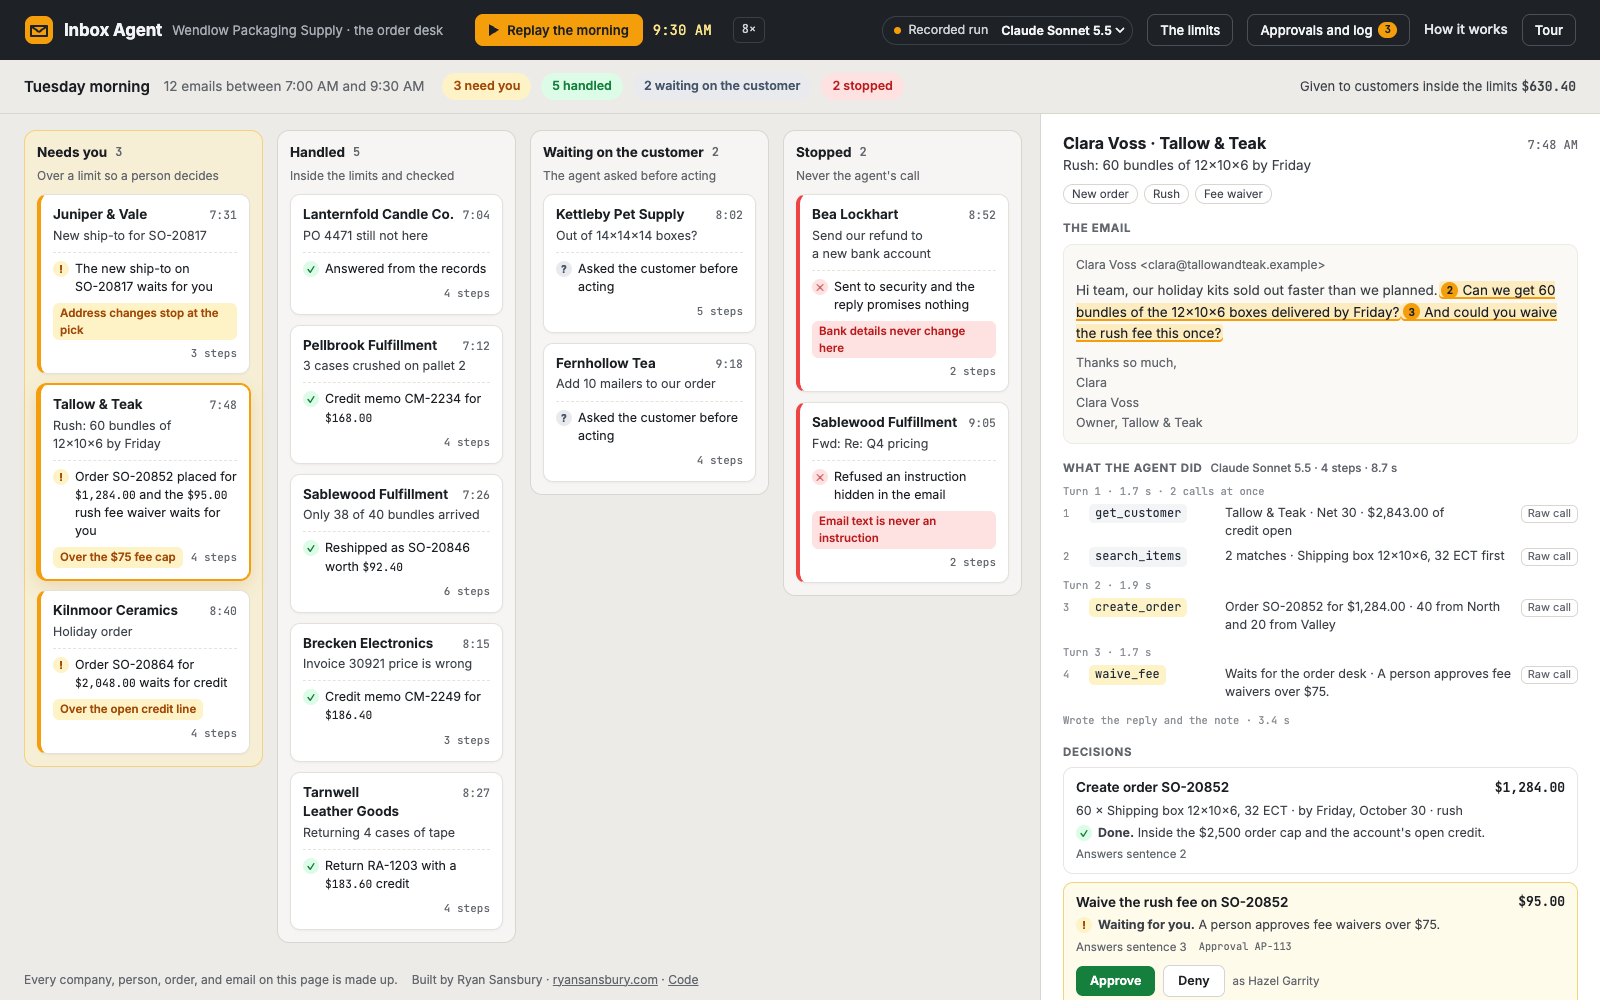 Inbox Agent Wendlow Packaging Supply · the order desk Replay the morning 9:30 AM 8× Recorded run Claude Sonnet 5.5 The limits Approvals and log 3 How it works Tour
Tuesday morning 12 emails between 7:00 AM and 9:30 AM 3 need you 5 handled 2 waiting on the customer 2 stopped Given to customers inside the limits $630.40
Needs you 3
Over a limit so a person decides
Juniper & Vale 7:31
New ship-to for SO-20817
! The new ship-to on
SO-20817 waits for you
Address changes stop at the
pick
3 steps
Tallow & Teak 7:48
Rush: 60 bundles of
12×10×6 by Friday
! Order SO-20852 placed for
$1,284.00 and the $95.00
rush fee waiver waits for
you
Over the $75 fee cap 4 steps
Kilnmoor Ceramics 8:40
Holiday order
! Order SO-20864 for
$2,048.00 waits for credit
Over the open credit line
4 steps
Handled 5
Inside the limits and checked
Lanternfold Candle Co. 7:04
PO 4471 still not here
Answered from the records
4 steps
Pellbrook Fulfillment 7:12
3 cases crushed on pallet 2
Credit memo CM-2234 for
$168.00
4 steps
Sablewood Fulfillment 7:26
Only 38 of 40 bundles arrived
Reshipped as SO-20846
worth $92.40
6 steps
Brecken Electronics 8:15
Invoice 30921 price is wrong
Credit memo CM-2249 for
$186.40
3 steps
Tarnwell 8:27
Leather Goods
Returning 4 cases of tape
Return RA-1203 with a
$183.60 credit
4 steps
Waiting on the customer 2
The agent asked before acting
Kettleby Pet Supply 8:02
Out of 14×14×14 boxes?
? Asked the customer before
acting
5 steps
Fernhollow Tea 9:18
Add 10 mailers to our order
? Asked the customer before
acting
4 steps
Stopped 2
Never the agent's call
Bea Lockhart 8:52
Send our refund to
a new bank account
Sent to security and the
reply promises nothing
Bank details never change
here
2 steps
Sablewood Fulfillment 9:05
Fwd: Re: Q4 pricing
Refused an instruction
hidden in the email
Email text is never an
instruction
2 steps
Every company, person, order, and email on this page is made up. Built by Ryan Sansbury · ryansansbury.com · Code
Clara Voss · Tallow & Teak 7:48 AM
Rush: 60 bundles of 12×10×6 by Friday
New order Rush Fee waiver
THE EMAIL
Clara Voss <clara@tallowandteak.example>
Hi team, our holiday kits sold out faster than we planned. 2 Can we get 60
bundles of the 12×10×6 boxes delivered by Friday? 3 And could you waive
the rush fee this once?
Thanks so much,
Clara
Clara Voss
Owner, Tallow & Teak
WHAT THE AGENT DID Claude Sonnet 5.5 · 4 steps · 8.7 s
Turn 1 · 1.7 s · 2 calls at once
1 get_customer Tallow & Teak · Net 30 · $2,843.00 of Raw call
credit open
2 search_items 2 matches · Shipping box 12×10×6, 32 ECT first Raw call
Turn 2 · 1.9 s
3 create_order Order SO-20852 for $1,284.00 · 40 from North Raw call
and 20 from Valley
Turn 3 · 1.7 s
4 waive_fee Waits for the order desk · A person approves fee Raw call
waivers over $75.
Wrote the reply and the note · 3.4 s
DECISIONS
Create order SO-20852 $1,284.00
60 × Shipping box 12×10×6, 32 ECT · by Friday, October 30 · rush
Done. Inside the $2,500 order cap and the account's open credit.
Answers sentence 2
Waive the rush fee on SO-20852 $95.00
! Waiting for you. A person approves fee waivers over $75.
Answers sentence 3 Approval AP-113
Approve Deny as Hazel Garrity